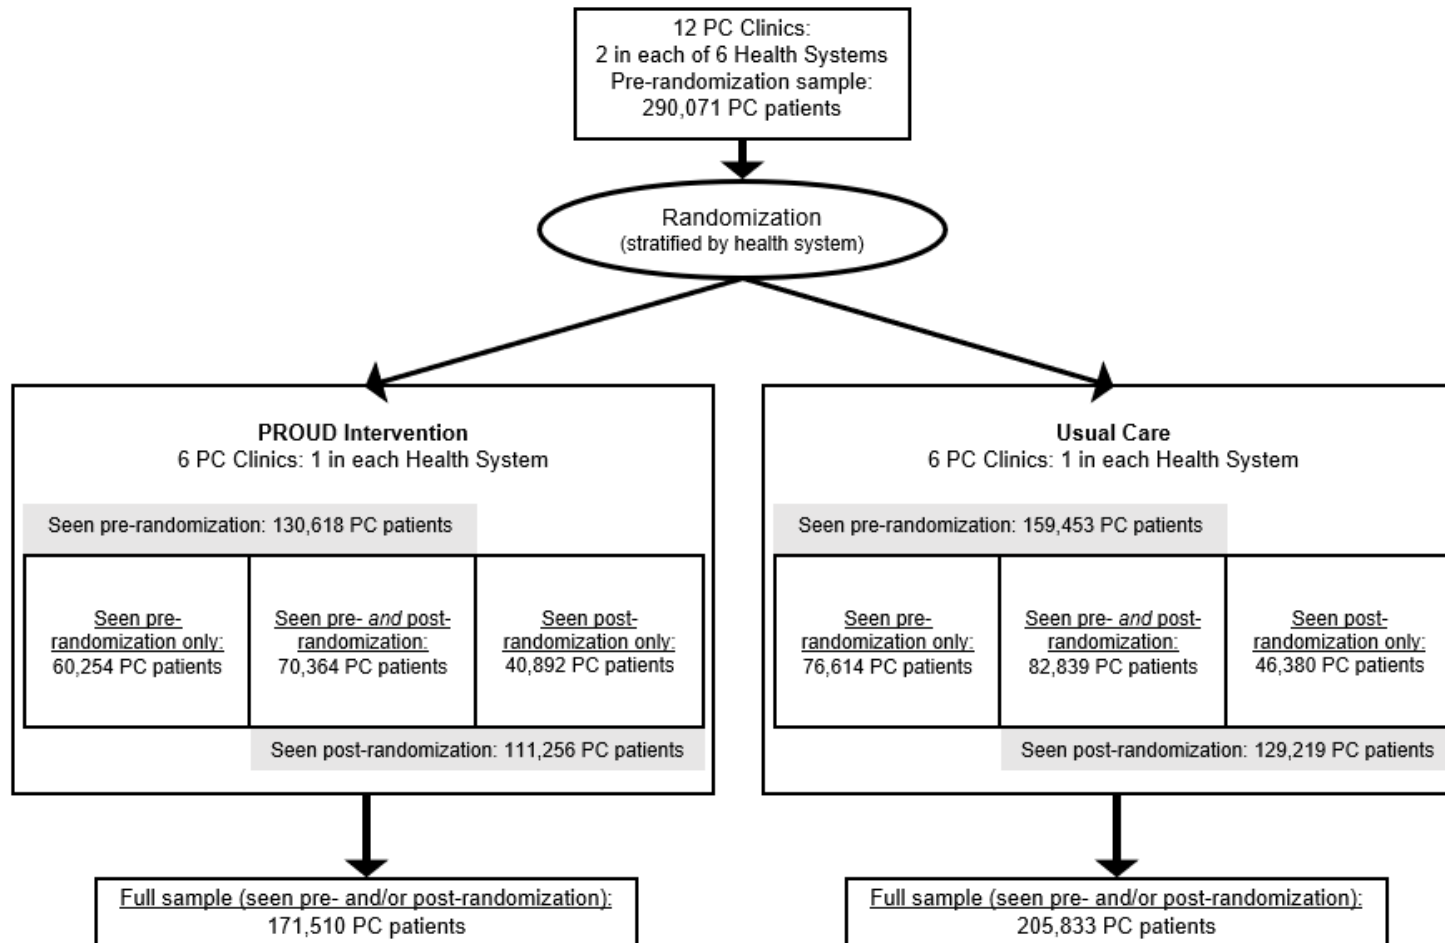 12 PC Clinics:
2 in each of 6 Health Systems
Pre-randomization sample:
290,071 PC patients
Randomization
(stratified by health system)
PROUD Intervention
6 PC Clinics: 1 in each Health System
Seen pre-randomization: 130,618 PC patients
Seen pre-
randomization only:
60,254 PC patients
Seen pre- and post-
randomization:
70,364 PC patients
Seen post-
randomization only:
40,892 PC patients
Seen post-randomization: 111,256 PC patients
Full sample (seen pre- and/or post-randomization):
171,510 PC patients
Usual Care
6 PC Clinics: 1 in each Health System
Seen pre-randomization: 159,453 PC patients
Seen pre-
randomization only:
76,614 PC patients
Seen pre- and post-
randomization:
82,839 PC patients
Seen post-
randomization only:
46,380 PC patients
Seen post-randomization: 129,219 PC patients
Full sample (seen pre- and/or post-randomization):
205,833 PC patients